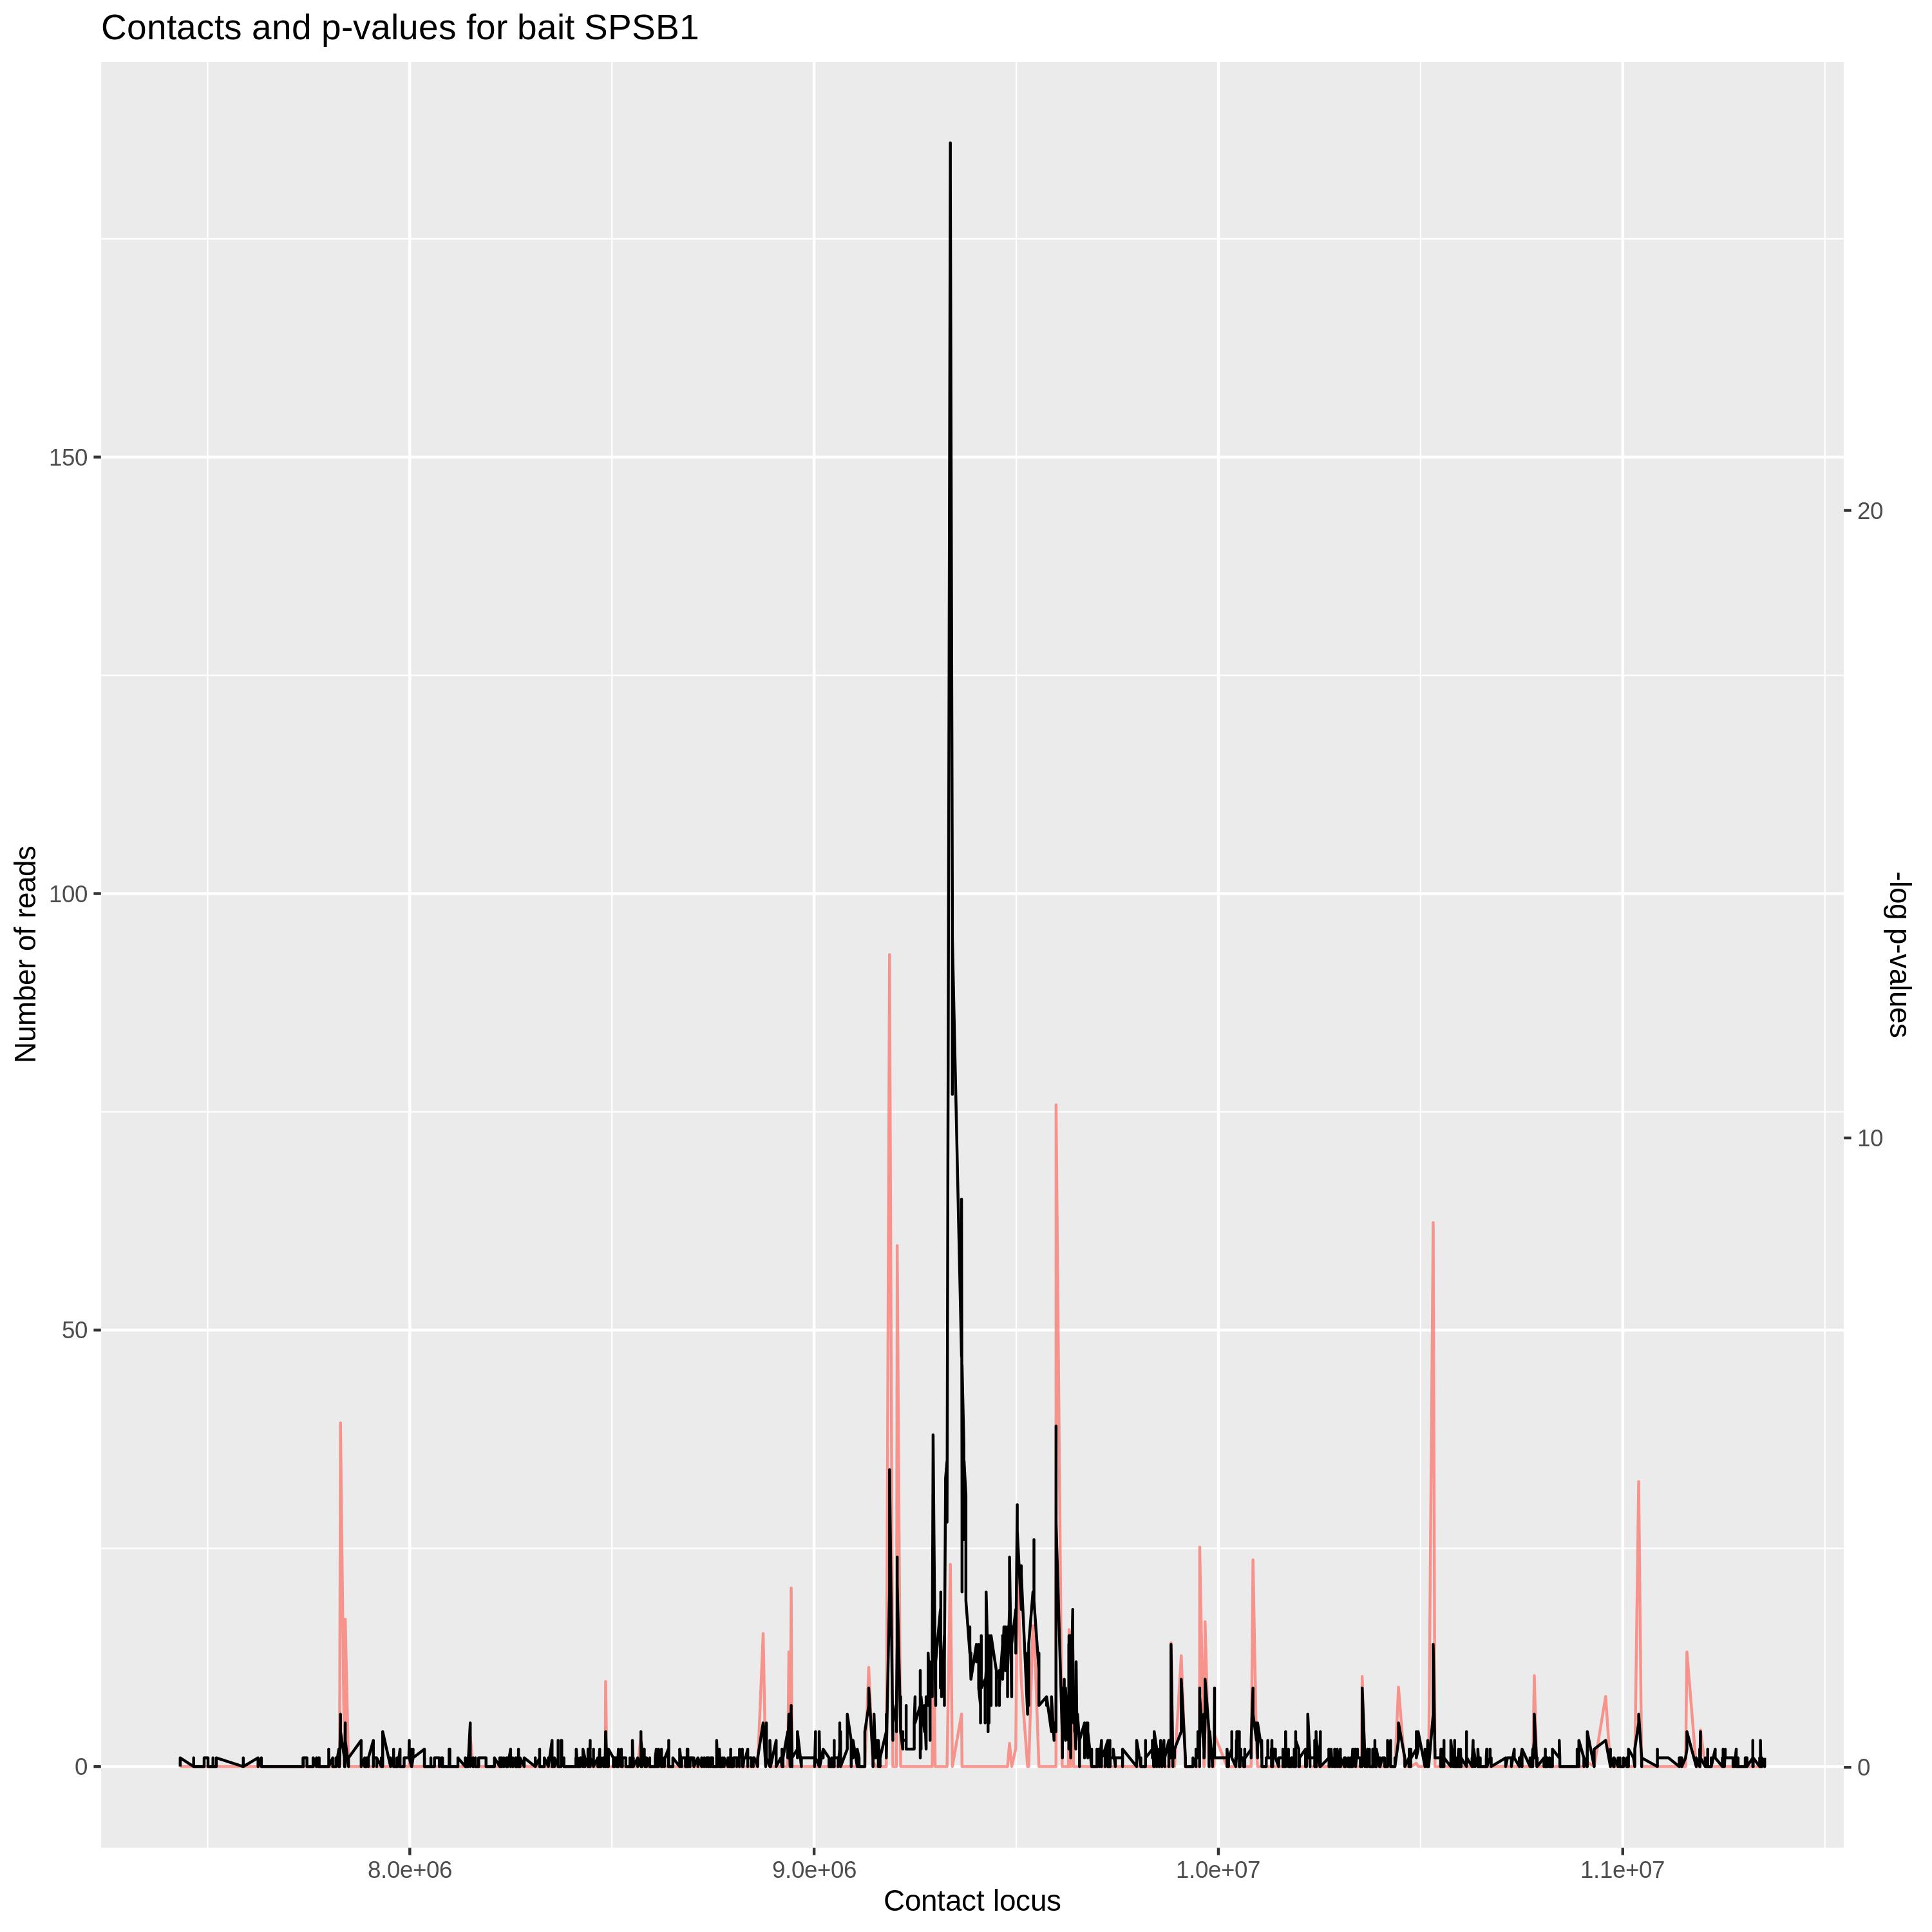 Contacts and p-values for bait SPSB1
150
100
50
0
Number of reads
20
10
0
-log p-values
8.0e+06
9.0e+06
1.0e+07
1.1e+07
Contact locus